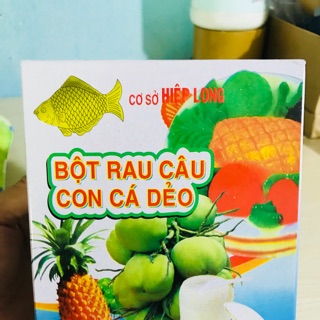 CƠ SỞ HIỆP LONG
BỘT RAU CÂU
CON CÁ DẺO